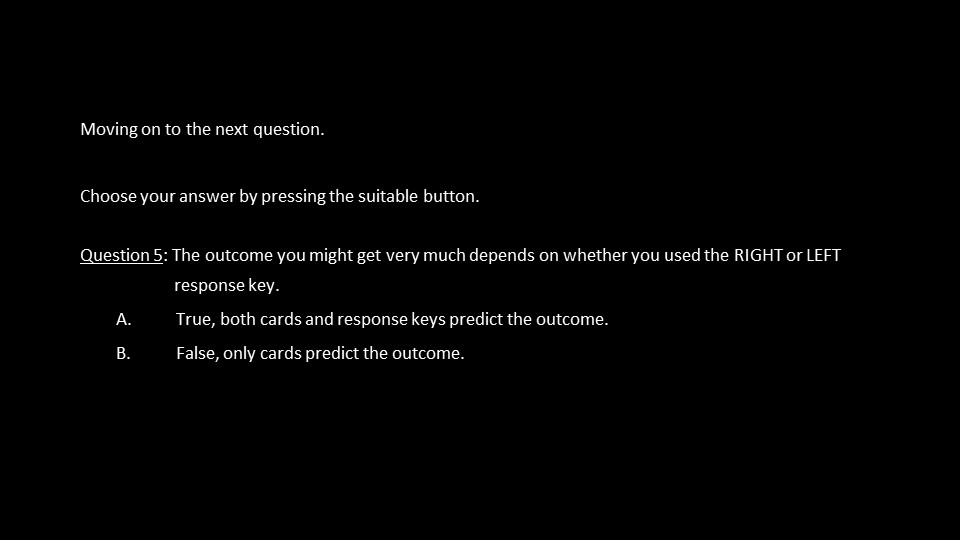 Moving on to the next question.
Choose your answer by pressing the suitable button.
Question 5: The outcome you might get very much depends on whether you used the RIGHT or LEFT
response key.
A. True, both cards and response keys predict the outcome.
B. False, only cards predict the outcome.